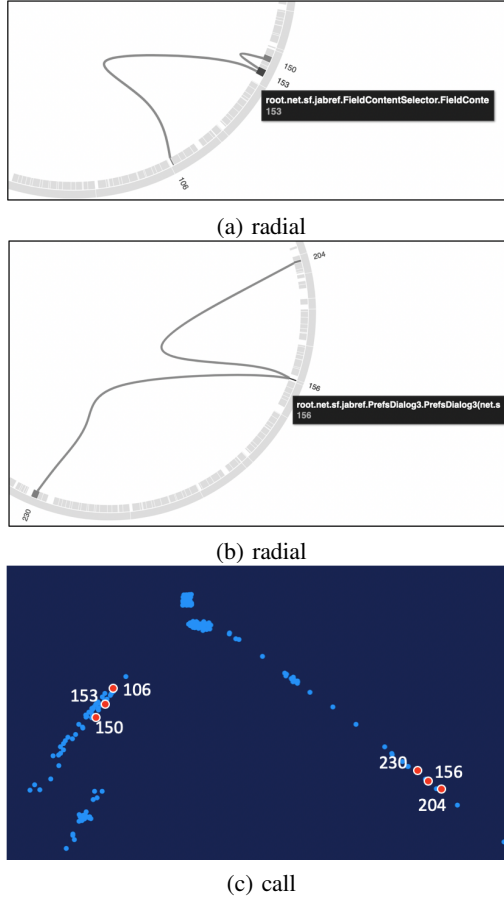 150
153
root.net.sf.jabref.FieldContentSelector.FieldConte
153
106
(a) radial
204
156
root.net.sf.jabref.PrefsDialog3.PrefsDialog3(net.s
156
230
(b) radial
153 106
150
230 156
204
(c) call